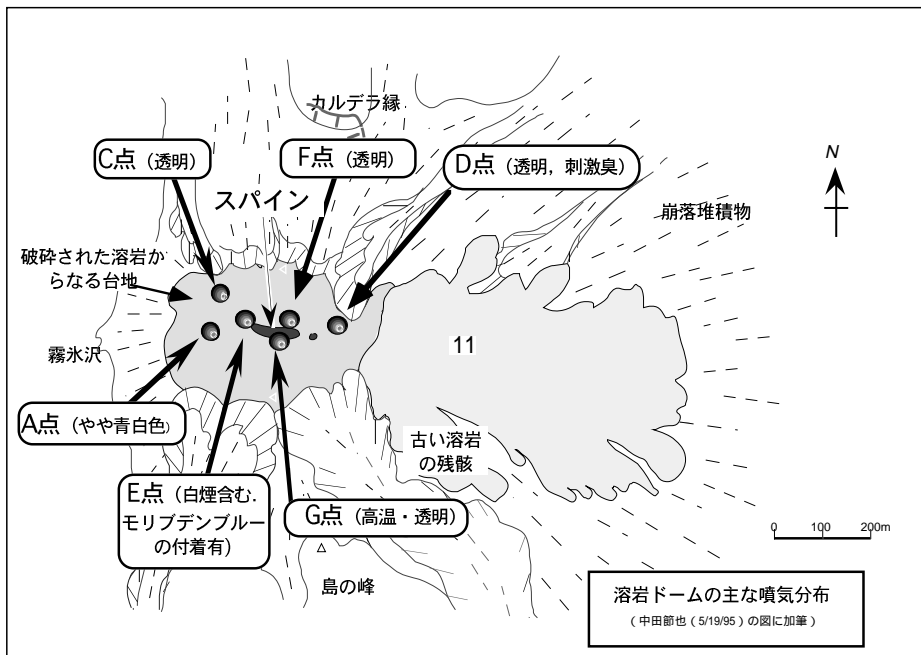 カルデラ縁
C点（透明）
F点（透明）
D点（透明，刺激臭）
N
スパイン
崩落堆積物
破砕された溶岩か
らなる台地
霧氷沢
11
A点（やや青白色）
古い溶岩
の残骸
E点（白煙含む．
モリブデンブルー
の付着有)
G点（高温・透明）
島の峰
0 100 200m
溶岩ドームの主な噴気分布
（中田節也（5/19/95）の図に加筆）